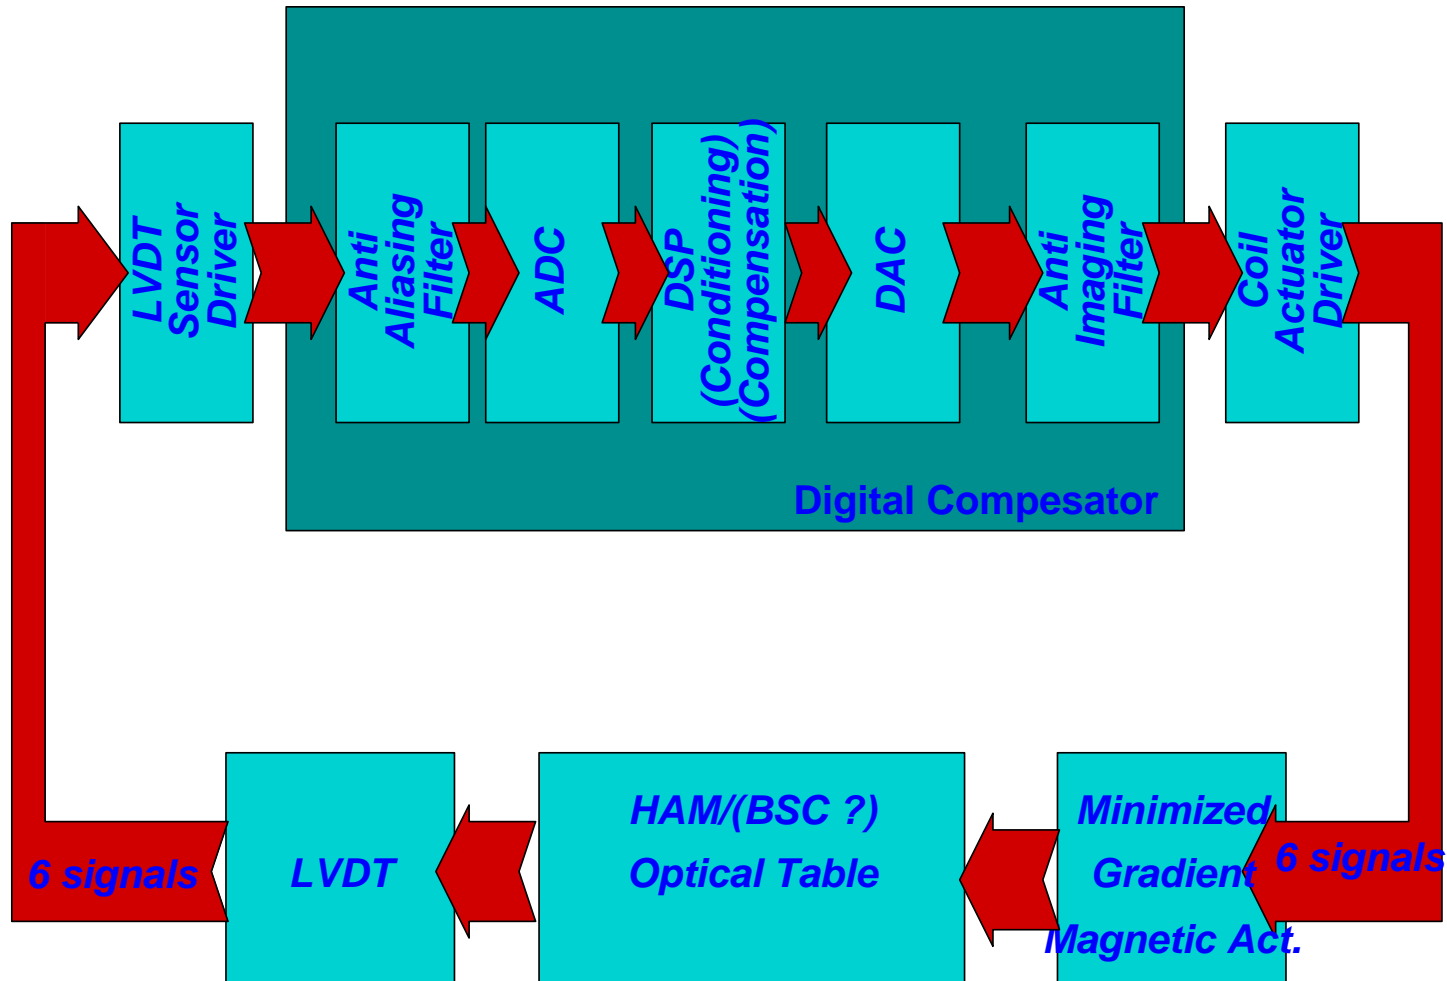 LVDT
Sensor
Driver
Anti
Aliasing
Filter
ADC
DSP
(Conditioning)
(Compensation)
DAC
Anti
Imaging
Filter
Coil
Actuator
Driver
Digital Compesator
6 signals
LVDT
HAM/(BSC ?)
Optical Table
Minimized
Gradient
Magnetic Act.
6 signals